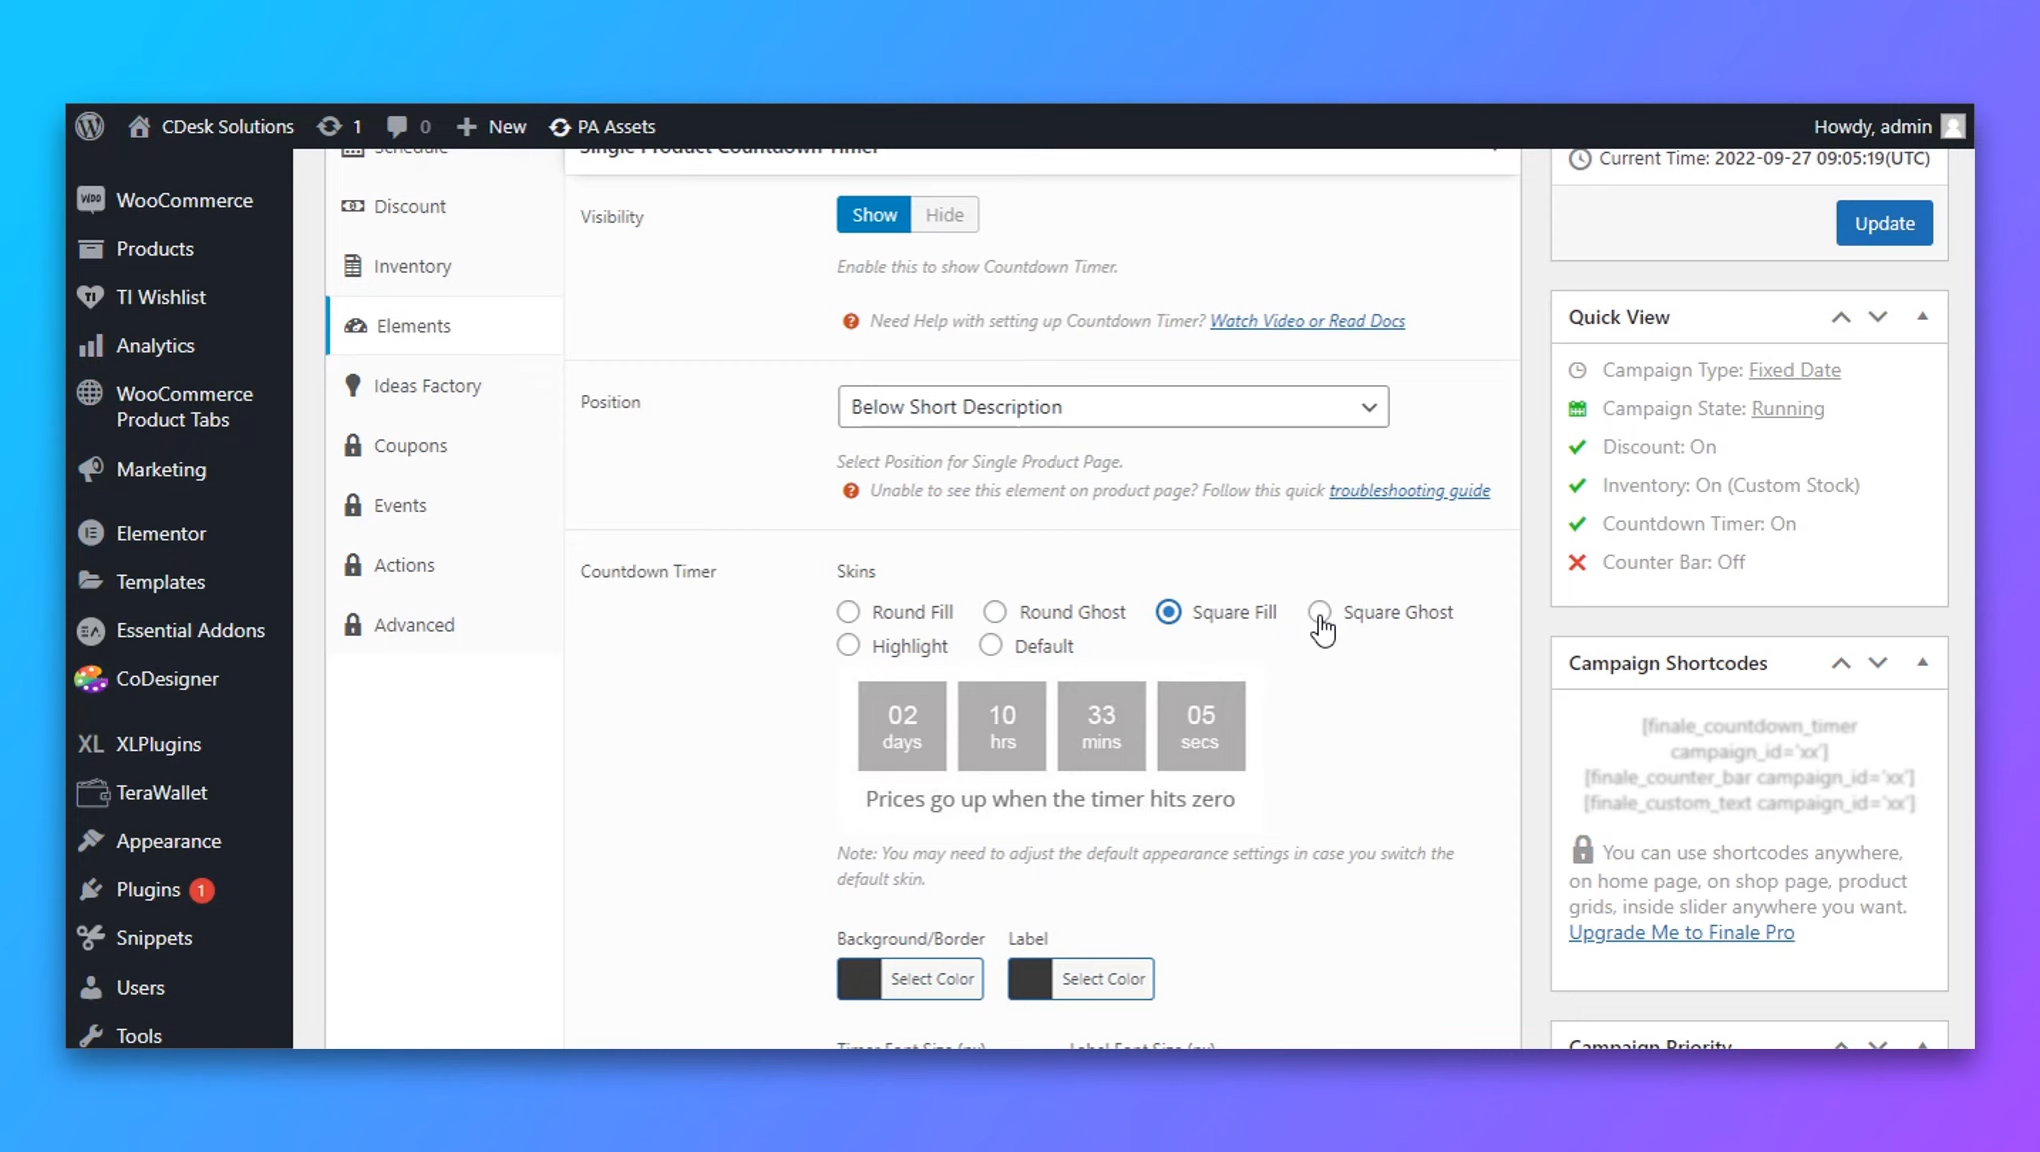 CDesk Solutions 1 0 New PA Assets Howdy, admin
WooCommerce
Products
TI Wishlist
Analytics
WooCommerce
Product Tabs
Marketing
Elementor
Templates
Essential Addons
CoDesigner
XL XLPlugins
TeraWallet
Appearance
Plugins 1
Snippets
Users
Tools
Schedule
Discount
Inventory
Elements
Ideas Factory
Coupons
Events
Actions
Advanced
Single Product Countdown Timer
Visibility
Show Hide
Enable this to show Countdown Timer.
Need Help with setting up Countdown Timer? Watch Video or Read Docs
Position
Below Short Description
Select Position for Single Product Page.
Unable to see this element on product page? Follow this quick troubleshooting guide
Countdown Timer
Skins
Round Fill Round Ghost Square Fill Square Ghost
Highlight Default
02 10 33 05
days hrs mins secs
Prices go up when the timer hits zero
Note: You may need to adjust the default appearance settings in case you switch the
default skin.
Background/Border Label
Select Color Select Color
Timer Font Size (px) Label Font Size (px)
Current Time: 2022-09-27 09:05:19(UTC)
Update
Quick View
Campaign Type: Fixed Date
Campaign State: Running
Discount: On
Inventory: On (Custom Stock)
Countdown Timer: On
Counter Bar: Off
Campaign Shortcodes
[finale_countdown_timer
campaign_id='xx']
[finale_counter_bar campaign_id='xx']
[finale_custom_text campaign_id='xx']
You can use shortcodes anywhere,
on home page, on shop page, product
grids, inside slider anywhere you want.
Upgrade Me to Finale Pro
Campaign Priority